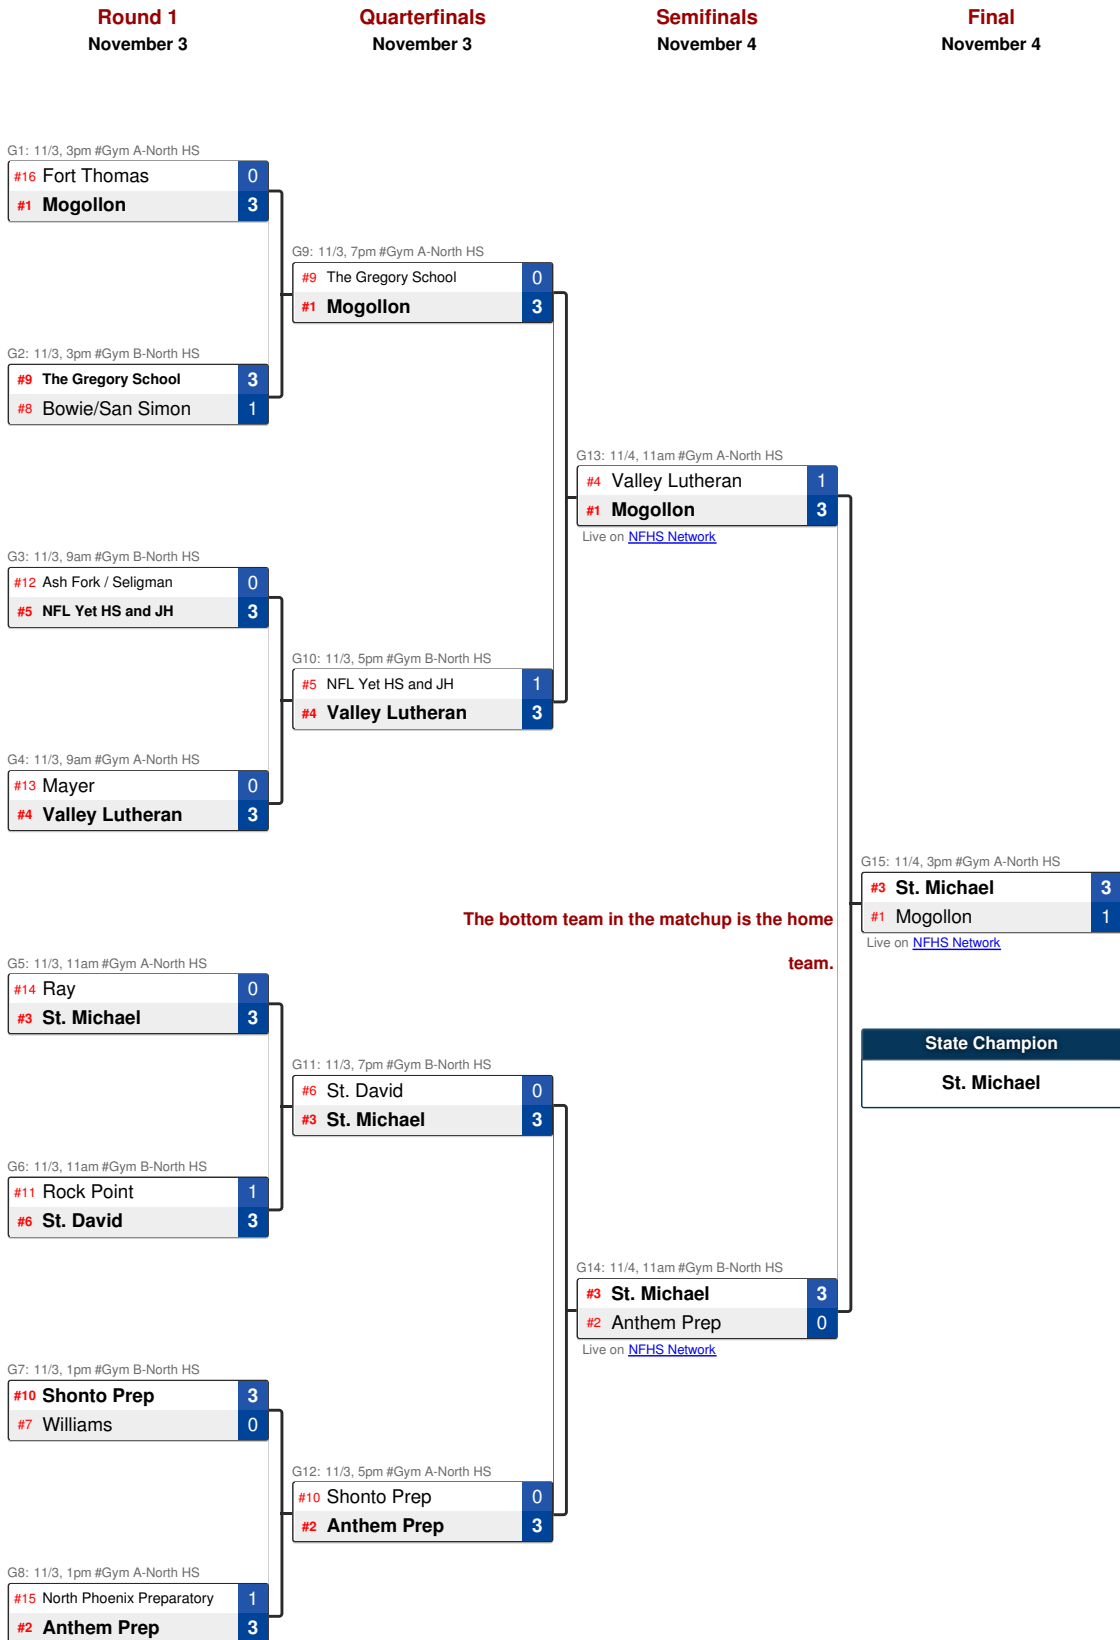 Round 1
November 3
Quarterfinals
November 3
Semifinals
November 4
Final
November 4
G1: 11/3, 3pm #Gym A-North HS
#16 Fort Thomas 0
#1 Mogollon 3
G9: 11/3, 7pm #Gym A-North HS
#9 The Gregory School 0
#1 Mogollon 3
G2: 11/3, 3pm #Gym B-North HS
#9 The Gregory School 3
#8 Bowie/San Simon 1
G13: 11/4, 11am #Gym A-North HS
#4 Valley Lutheran 1
#1 Mogollon 3
Live on NFHS Network
G3: 11/3, 9am #Gym B-North HS
#12 Ash Fork / Seligman 0
#5 NFL Yet HS and JH 3
G10: 11/3, 5pm #Gym B-North HS
#5 NFL Yet HS and JH 1
#4 Valley Lutheran 3
G4: 11/3, 9am #Gym A-North HS
#13 Mayer 0
#4 Valley Lutheran 3
G15: 11/4, 3pm #Gym A-North HS
#3 St. Michael 3
#1 Mogollon 1
Live on NFHS Network
The bottom team in the matchup is the home
team.
G5: 11/3, 11am #Gym A-North HS
#14 Ray 0
#3 St. Michael 3
State Champion
St. Michael
G11: 11/3, 7pm #Gym B-North HS
#6 St. David 0
#3 St. Michael 3
G6: 11/3, 11am #Gym B-North HS
#11 Rock Point 1
#6 St. David 3
G14: 11/4, 11am #Gym B-North HS
#3 St. Michael 3
#2 Anthem Prep 0
Live on NFHS Network
G7: 11/3, 1pm #Gym B-North HS
#10 Shonto Prep 3
#7 Williams 0
G12: 11/3, 5pm #Gym A-North HS
#10 Shonto Prep 0
#2 Anthem Prep 3
G8: 11/3, 1pm #Gym A-North HS
#15 North Phoenix Preparatory 1
#2 Anthem Prep 3